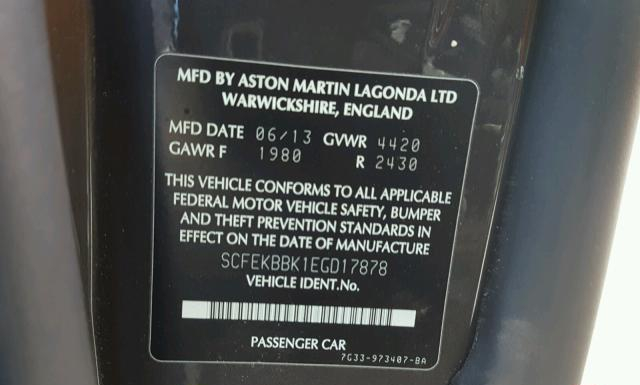 MFD BY ASTON MARTIN LAGONDA LTD
WARWICKSHIRE, ENGLAND
MFD DATE 06/13 GVWR 4420
GAWR F 1980 R 2430
THIS VEHICLE CONFORMS TO ALL APPLICABLE
FEDERAL MOTOR VEHICLE SAFETY, BUMPER
AND THEFT PREVENTION STANDARDS IN
EFFECT ON THE DATE OF MANUFACTURE
SCFEKBBK1EGD17878
VEHICLE IDENT.No.
PASSENGER CAR
7G33-973407-BA